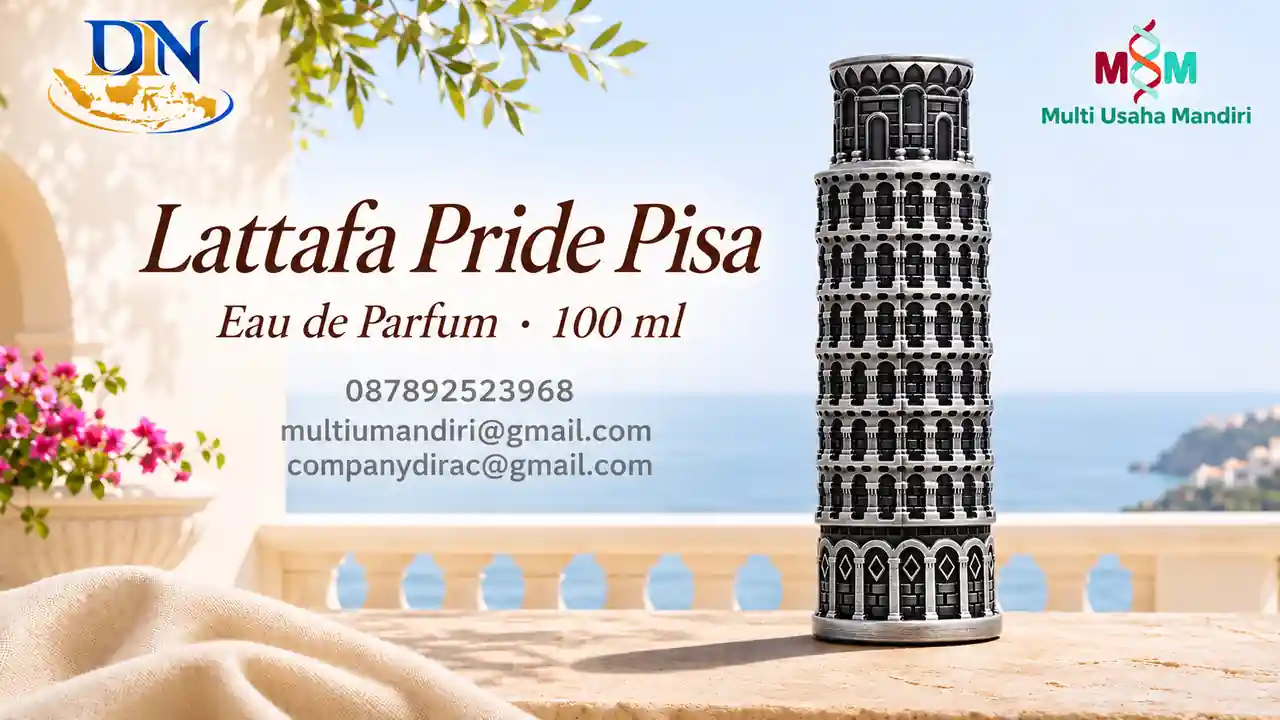 DN
MSM
Multi Usaha Mandiri
Lattafa Pride Pisa
Eau de Parfum · 100 ml
087892523968
multiumandiri@gmail.com
companydirac@gmail.com